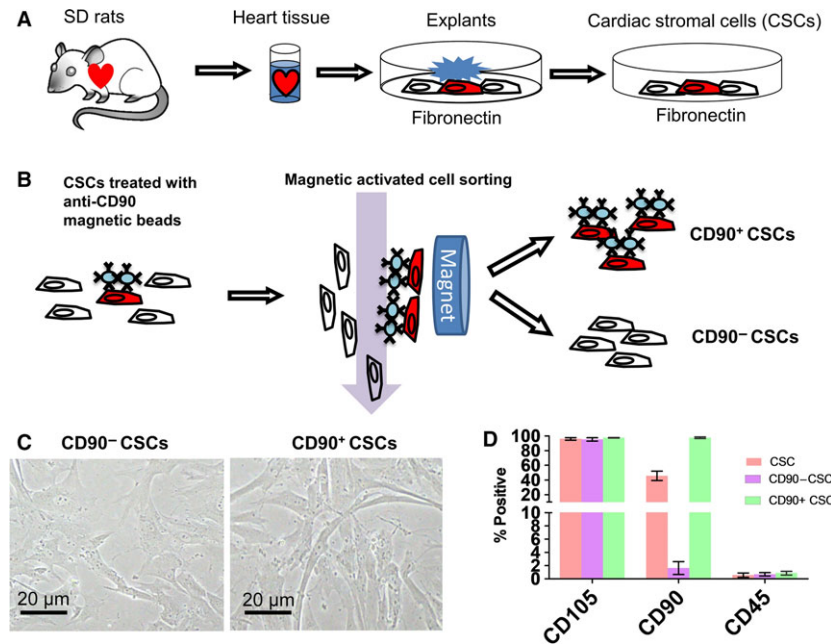 A
SD rats
Heart tissue
Explants
Cardiac stromal cells (CSCs)
Fibronectin
Fibronectin
B
CSCs treated with
anti-CD90
magnetic beads
Magnetic activated cell sorting
Magnet
CD90+ CSCs
CD90– CSCs
C
CD90– CSCs
CD90+ CSCs
20 µm
20 µm
D
% Positive
100
80
60
40
20
10
8
6
4
2
0
CD105
CD90
CD45
CSC
CD90–CSC
CD90+ CSC